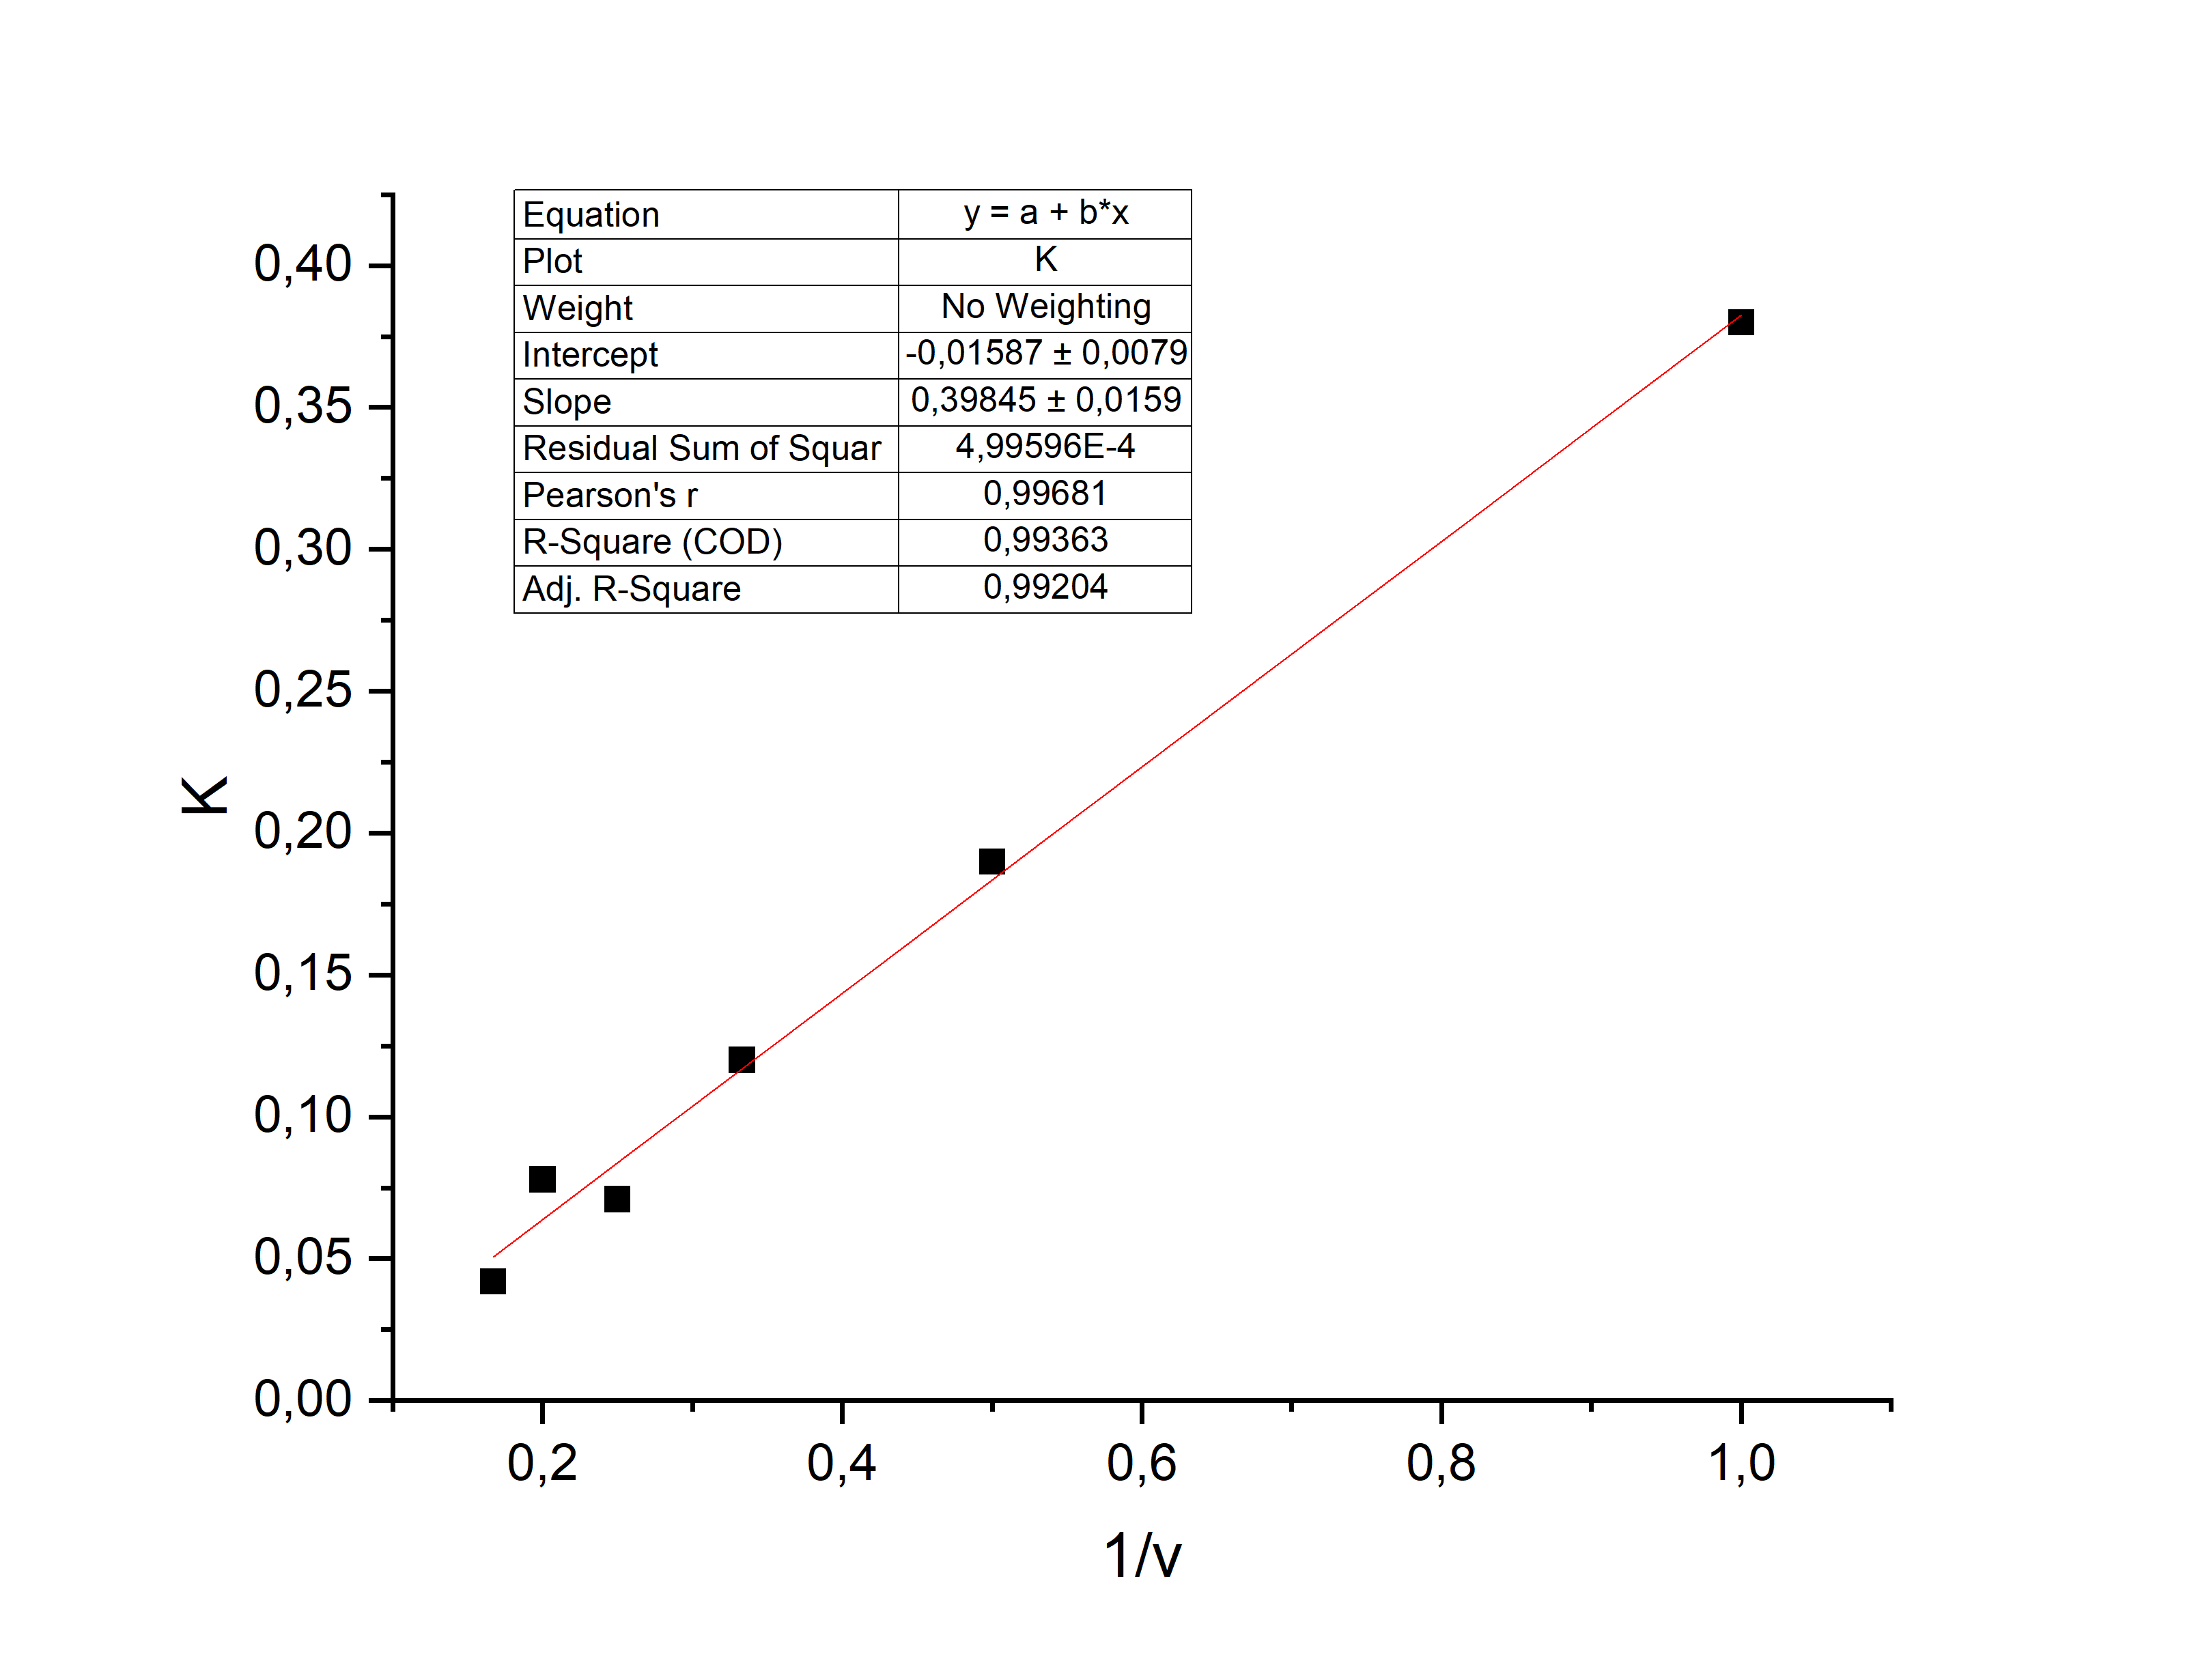 Equation y = a + b*x
Plot K
Weight No Weighting
Intercept -0,01587 ± 0,0079
Slope 0,39845 ± 0,0159
Residual Sum of Squar 4,99596E-4
Pearson's r 0,99681
R-Square (COD) 0,99363
Adj. R-Square 0,99204
0,40
0,35
0,30
0,25
0,20
0,15
0,10
0,05
0,00
K
0,2 0,4 0,6 0,8 1,0
1/v